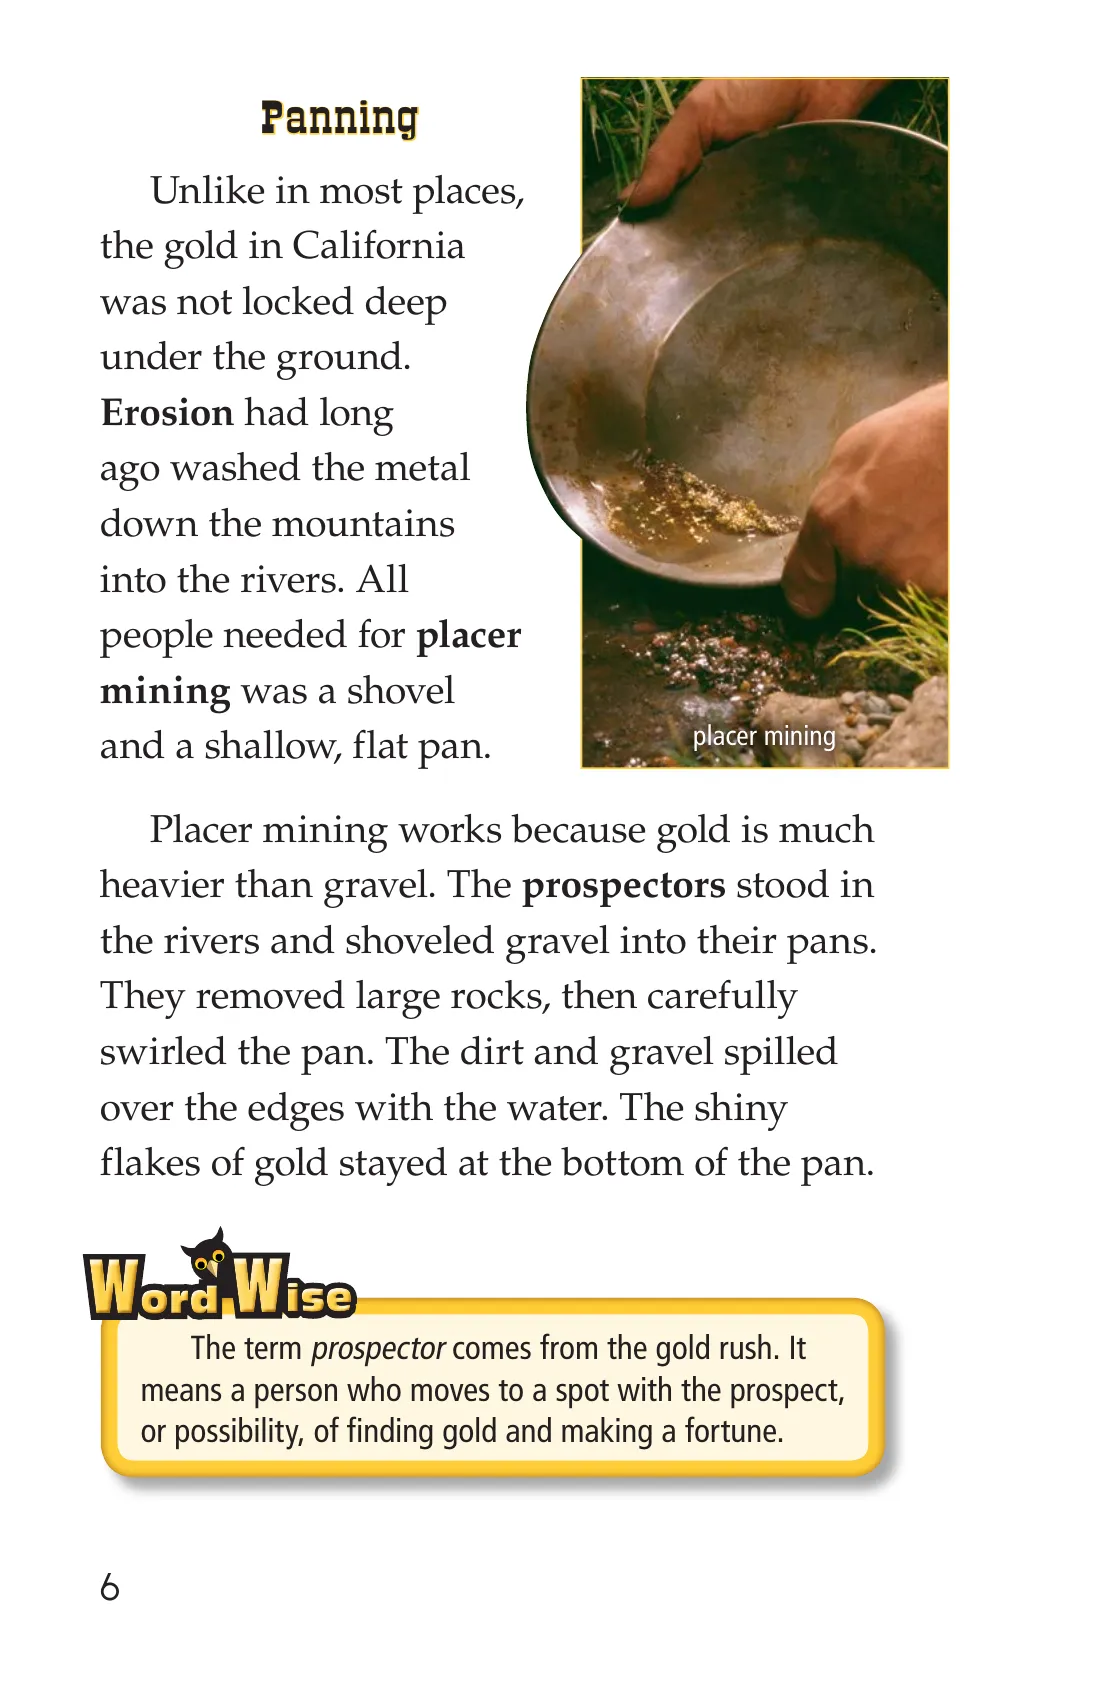 Panning
Unlike in most places,
the gold in California
was not locked deep
under the ground.
Erosion had long
ago washed the metal
down the mountains
into the rivers. All
people needed for placer
mining was a shovel
and a shallow, flat pan.
placer mining
Placer mining works because gold is much
heavier than gravel. The prospectors stood in
the rivers and shoveled gravel into their pans.
They removed large rocks, then carefully
swirled the pan. The dirt and gravel spilled
over the edges with the water. The shiny
flakes of gold stayed at the bottom of the pan.
Word Wise
The term prospector comes from the gold rush. It
means a person who moves to a spot with the prospect,
or possibility, of finding gold and making a fortune.
6